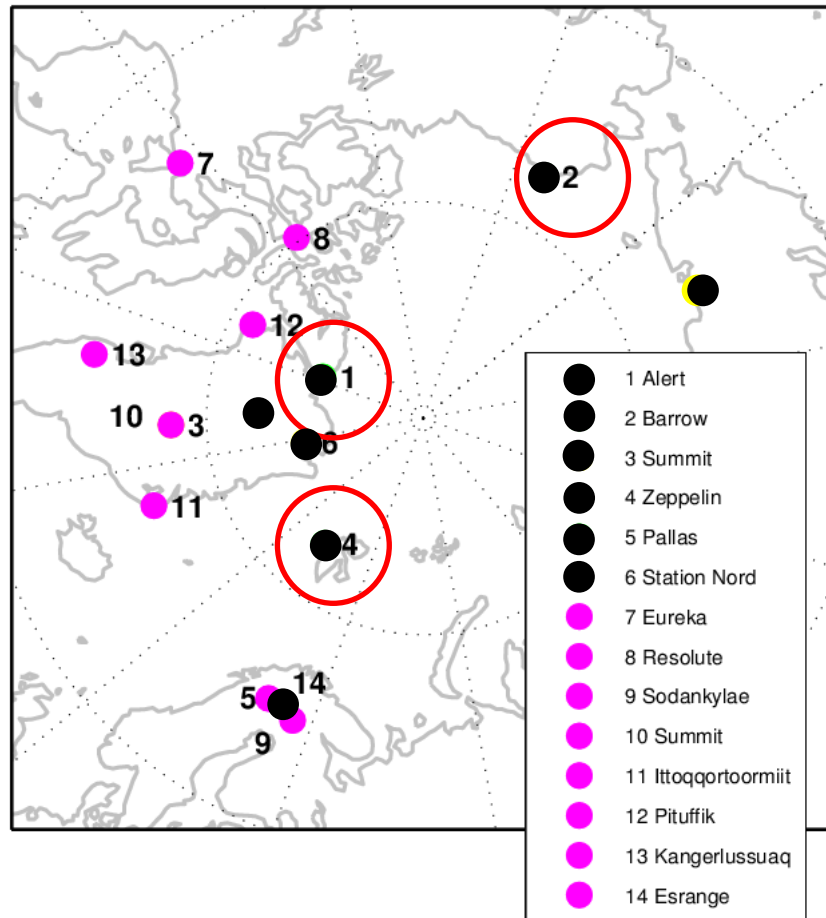 7
2
8
12
13
1
10
3
6
11
4
14
5
9
1 Alert
2 Barrow
3 Summit
4 Zeppelin
5 Pallas
6 Station Nord
7 Eureka
8 Resolute
9 Sodankylae
10 Summit
11 Ittoqqortoormiit
12 Pituffik
13 Kangerlussuaq
14 Esrange